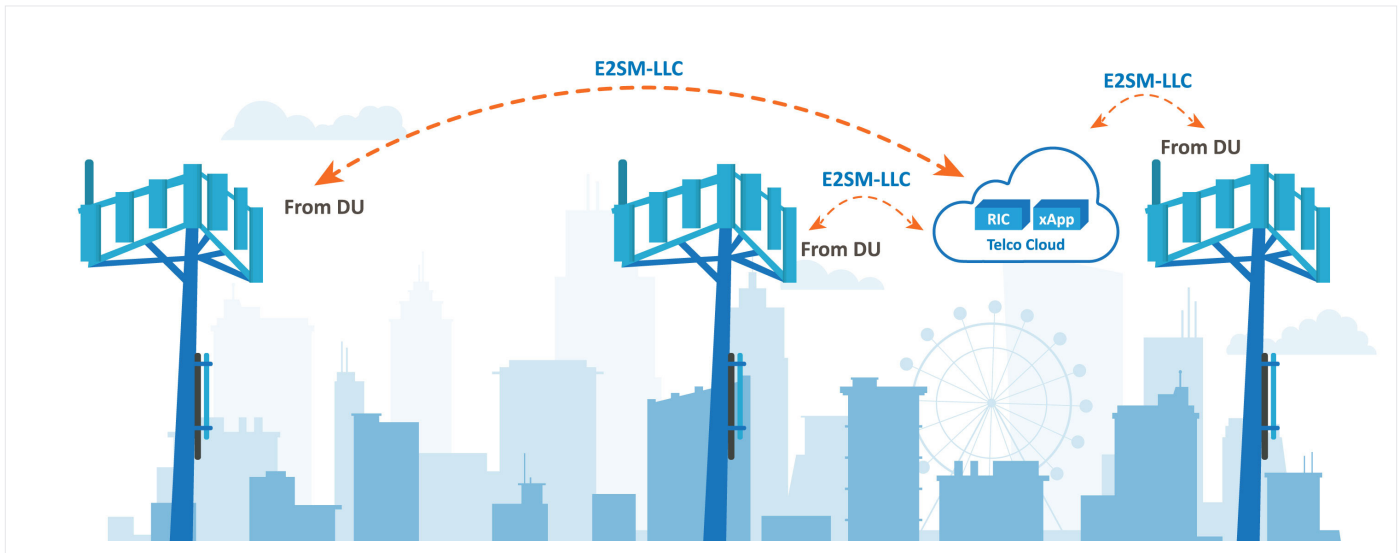 E2SM-LLC
E2SM-LLC
E2SM-LLC
From DU
From DU
From DU
RIC
xApp
Telco Cloud